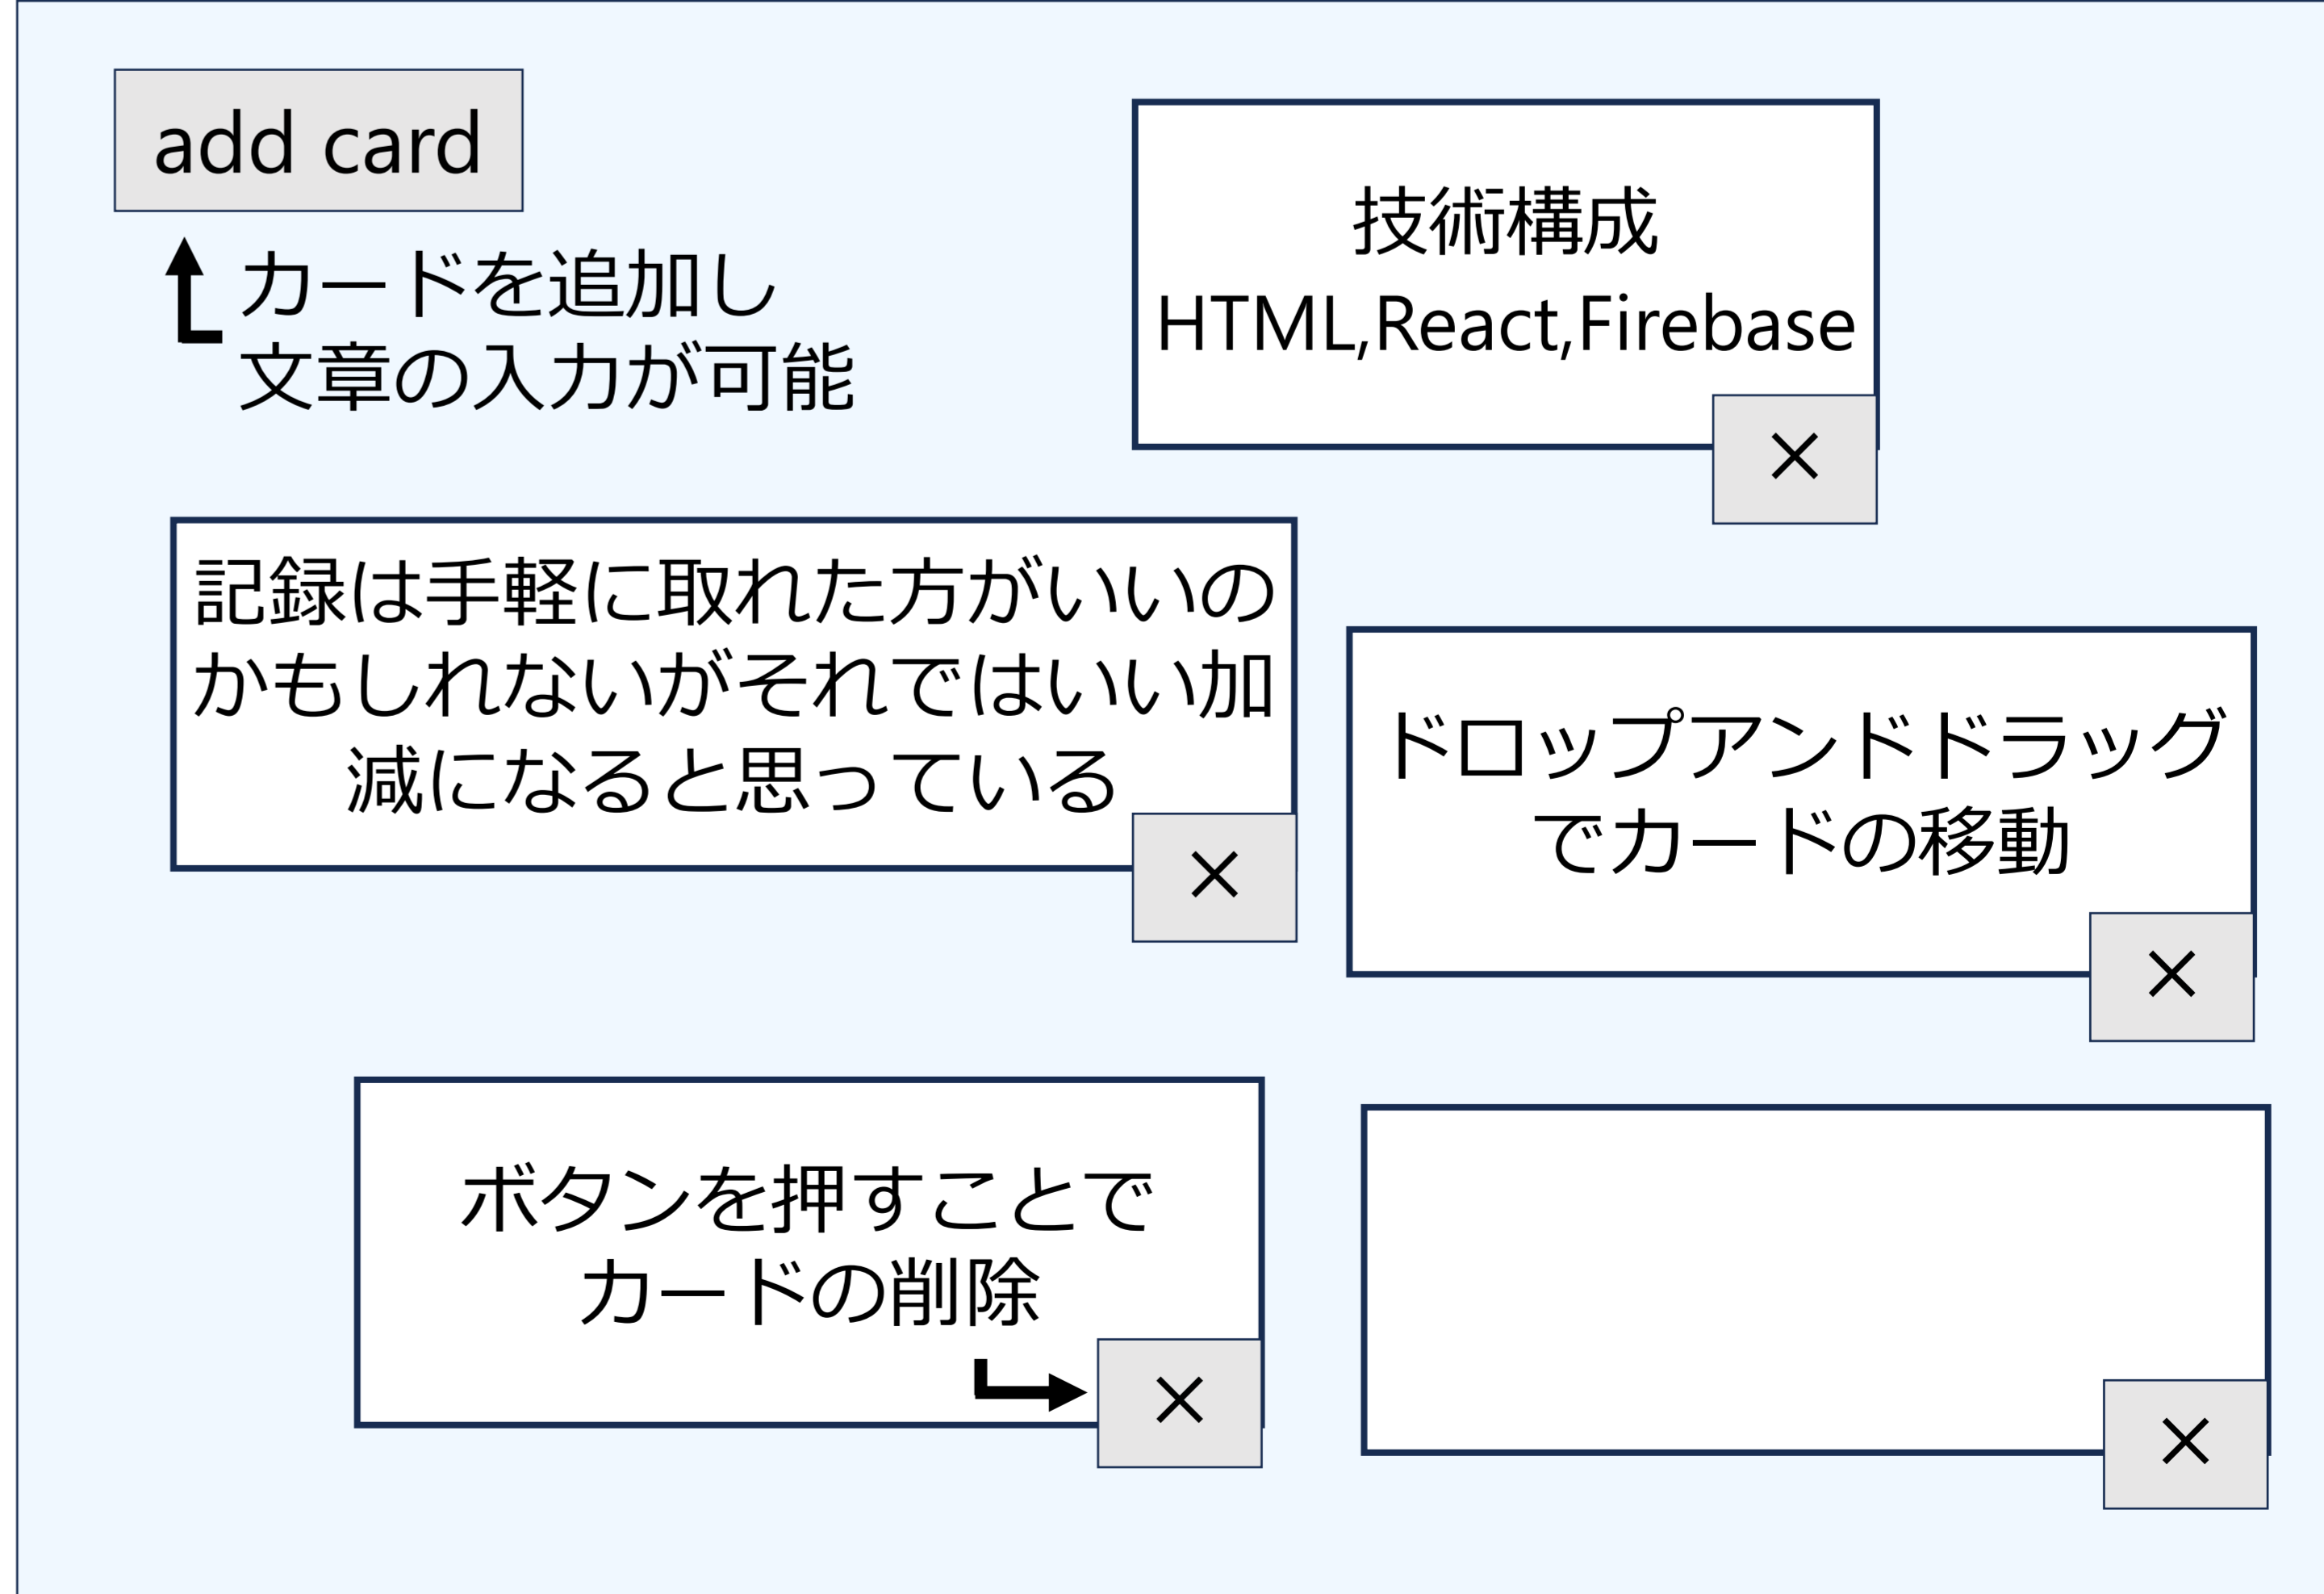 add card
カードを追加し
文章の入力が可能
技術構成
HTML,React,Firebase
×
記録は手軽に取れた方がいいの
かもしれないがそれではいい加
減になると思っている
×
ドロップアンドドラッグ
でカードの移動
×
ボタンを押すことで
カードの削除
×
×